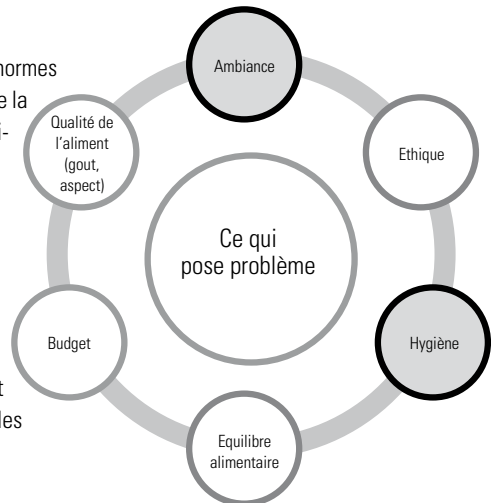 normes
e la
i-
t
les
Ambiance
Qualité de
l'aliment
(gout,
aspect)
Ethique
Ce qui
pose problème
Budget
Hygiène
Equilibre
alimentaire